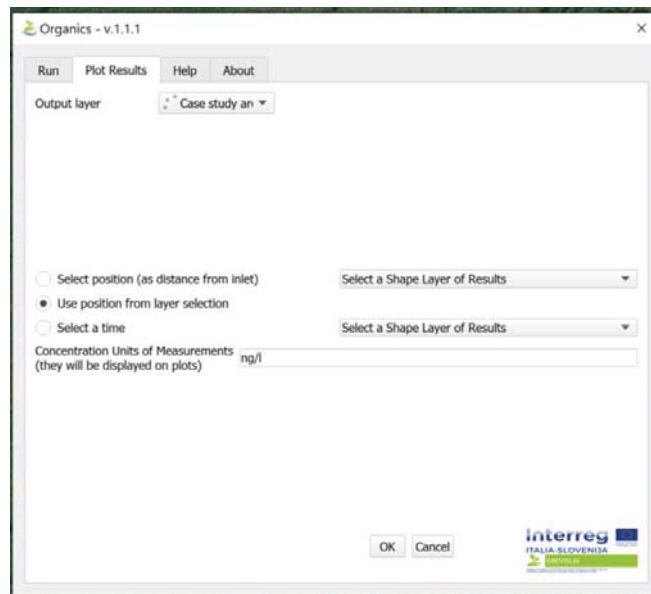 Organics - v.1.1.1
Run Plot Results Help About
Output layer Case study are
Select position (as distance from inlet) Select a Shape Layer of Results
Use position from layer selection
Select a time Select a Shape Layer of Results
Concentration Units of Measurements
(they will be displayed on plots) ng/l
OK Cancel
Interreg
ITALIA-SLOVENIJA
GREVISLIN